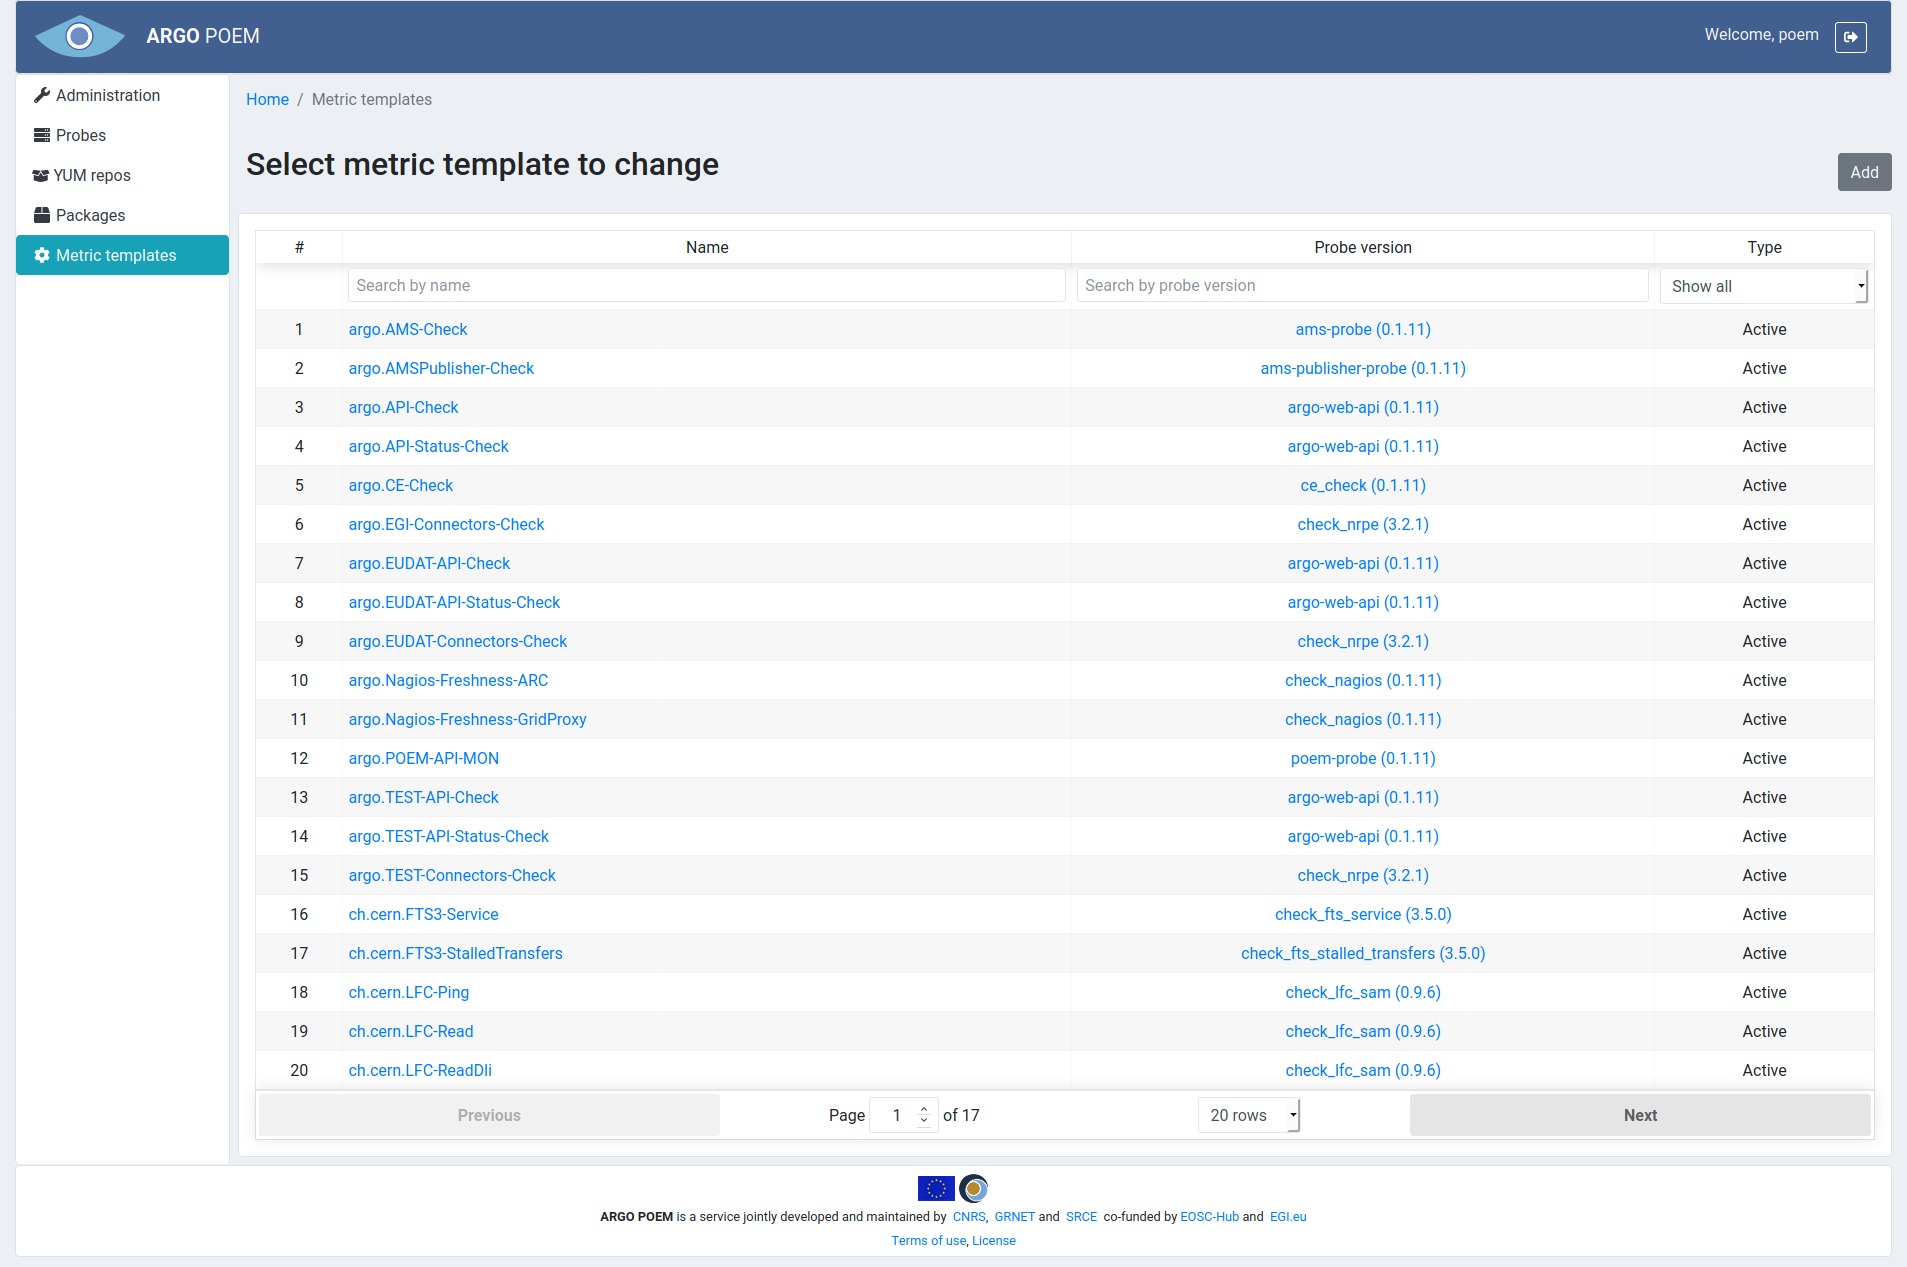 ARGO POEM
Welcome, poem
Administration
Probes
YUM repos
Packages
Metric templates
Home / Metric templates
Select metric template to change
Add
# Name Probe version Type
Search by name Search by probe version Show all
1 argo.AMS-Check ams-probe (0.1.11) Active
2 argo.AMSPublisher-Check ams-publisher-probe (0.1.11) Active
3 argo.API-Check argo-web-api (0.1.11) Active
4 argo.API-Status-Check argo-web-api (0.1.11) Active
5 argo.CE-Check ce_check (0.1.11) Active
6 argo.EGI-Connectors-Check check_nrpe (3.2.1) Active
7 argo.EUDAT-API-Check argo-web-api (0.1.11) Active
8 argo.EUDAT-API-Status-Check argo-web-api (0.1.11) Active
9 argo.EUDAT-Connectors-Check check_nrpe (3.2.1) Active
10 argo.Nagios-Freshness-ARC check_nagios (0.1.11) Active
11 argo.Nagios-Freshness-GridProxy check_nagios (0.1.11) Active
12 argo.POEM-API-MON poem-probe (0.1.11) Active
13 argo.TEST-API-Check argo-web-api (0.1.11) Active
14 argo.TEST-API-Status-Check argo-web-api (0.1.11) Active
15 argo.TEST-Connectors-Check check_nrpe (3.2.1) Active
16 ch.cern.FTS3-Service check_fts_service (3.5.0) Active
17 ch.cern.FTS3-StalledTransfers check_fts_stalled_transfers (3.5.0) Active
18 ch.cern.LFC-Ping check_lfc_sam (0.9.6) Active
19 ch.cern.LFC-Read check_lfc_sam (0.9.6) Active
20 ch.cern.LFC-ReadDli check_lfc_sam (0.9.6) Active
Previous Page 1 of 17 20 rows Next
ARGO POEM is a service jointly developed and maintained by CNRS, GRNET and SRCE co-funded by EOSC-Hub and EGI.eu
Terms of use, License